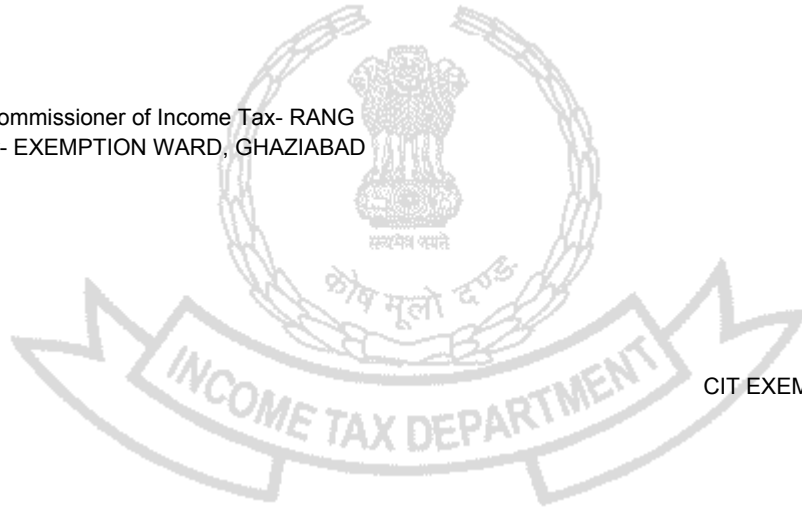 ommissioner of Income Tax- RANG
- EXEMPTION WARD, GHAZIABAD
सत्यमेव जयते
कोष मूलो दण्ड:
INCOME TAX DEPARTMENT
CIT EXEM